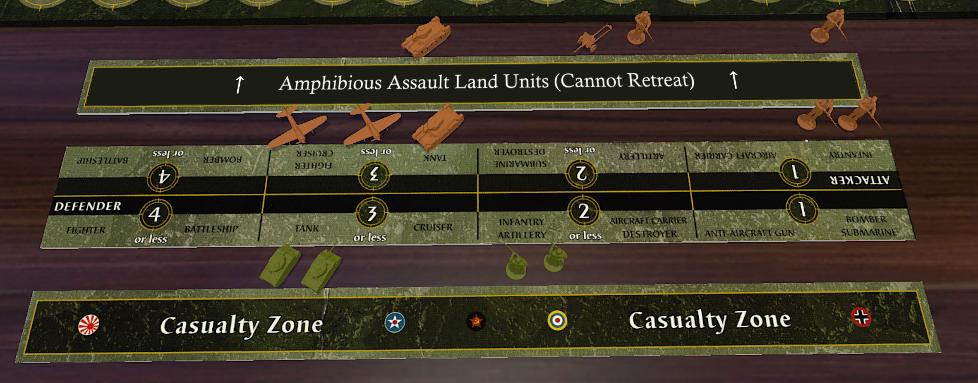 ↑ Amphibious Assault Land Units (Cannot Retreat) ↑
BATTLESHIP 4 or less BOMBER
FIGHTER CRUISER 3 or less TANK
SUBMARINE DESTROYER 2 or less ARTILLERY
AIRCRAFT CARRIER 1 INFANTRY
ATTACKER
DEFENDER
FIGHTER 4 or less BATTLESHIP
TANK 3 or less CRUISER
INFANTRY ARTILLERY 2 or less AIRCRAFT CARRIER DESTROYER
ANTI-AIRCRAFT GUN 1 BOMBER SUBMARINE
Casualty Zone Casualty Zone